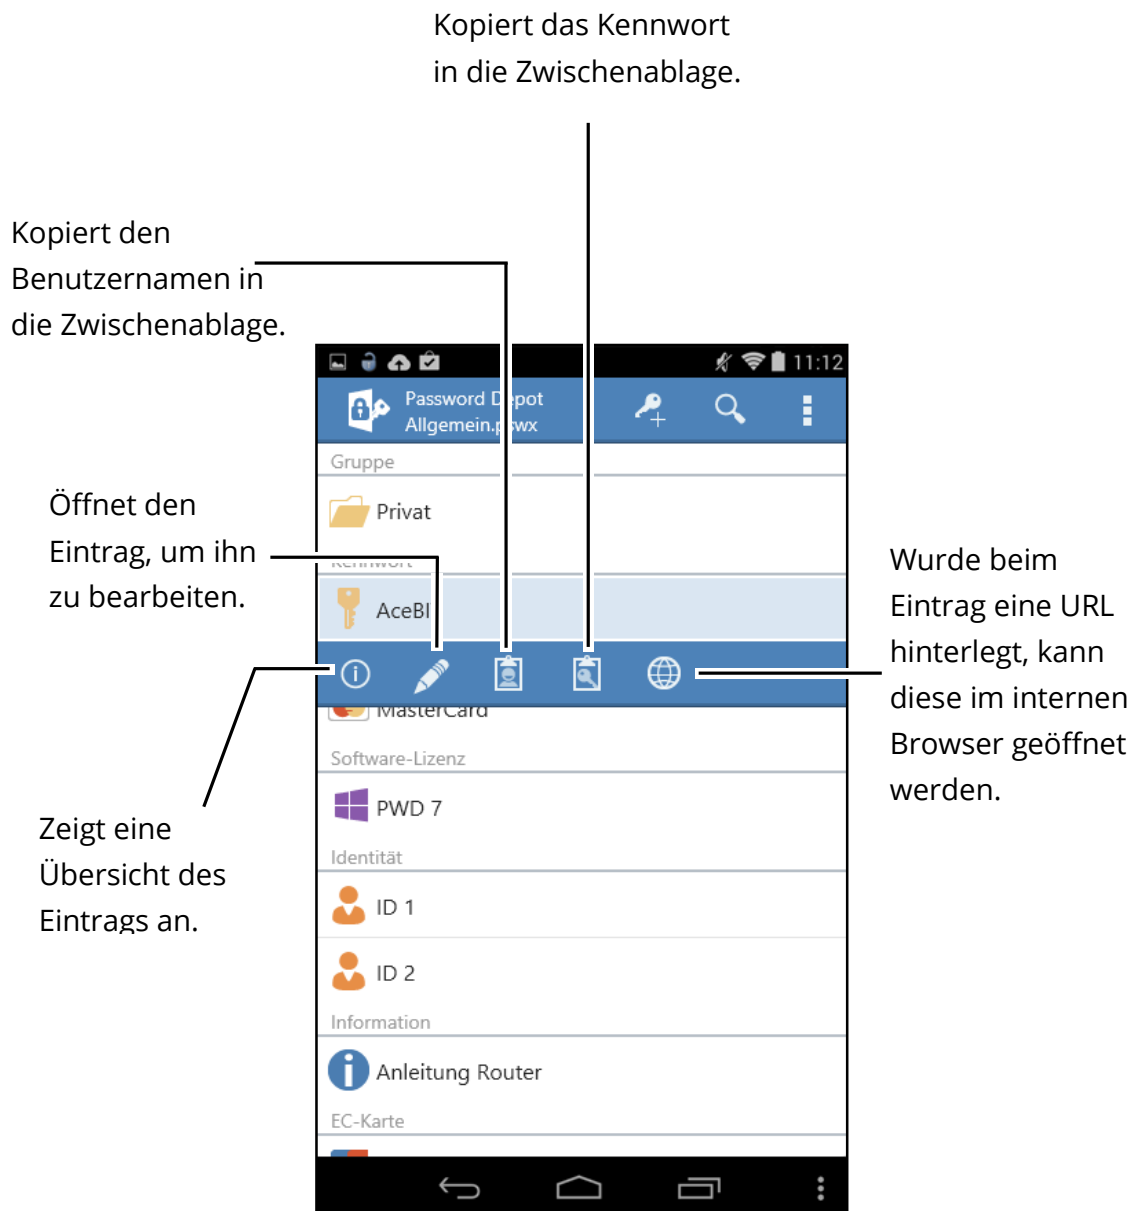 Kopiert das Kennwort
in die Zwischenablage.
Kopiert den
Benutzernamen in
die Zwischenablage.
11:12
Password Depot
Allgemein.pswx
Gruppe
Privat
Öffnet den
Eintrag, um ihn
zu bearbeiten.
Kennwort
AceBI
Wurde beim
Eintrag eine URL
hinterlegt, kann
diese im internen
Browser geöffnet
werden.
MasterCard
Software-Lizenz
PWD 7
Zeigt eine
Übersicht des
Eintrags an.
Identität
ID 1
ID 2
Information
Anleitung Router
EC-Karte